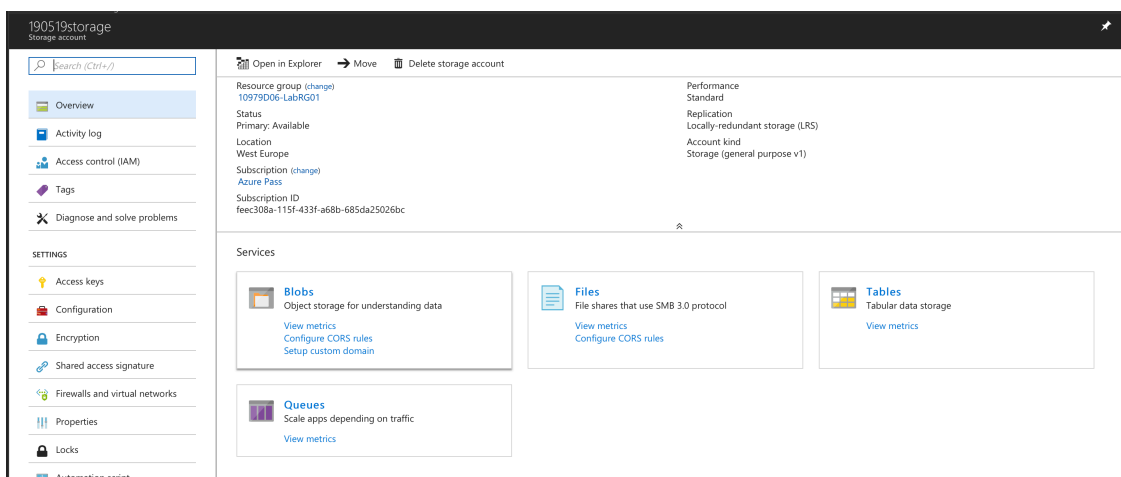 190519storage
Storage account
Search (Ctrl+/)
Overview
Activity log
Access control (IAM)
Tags
Diagnose and solve problems
SETTINGS
Access keys
Configuration
Encryption
Shared access signature
Firewalls and virtual networks
Properties
Locks
Automation script
Open in Explorer Move Delete storage account
Resource group (change)
10979D06-LabRG01
Status
Primary: Available
Location
West Europe
Subscription (change)
Azure Pass
Subscription ID
feec308a-115f-433f-a68b-685da25026bc
Performance
Standard
Replication
Locally-redundant storage (LRS)
Account kind
Storage (general purpose v1)
Services
Blobs
Object storage for understanding data
View metrics
Configure CORS rules
Setup custom domain
Files
File shares that use SMB 3.0 protocol
View metrics
Configure CORS rules
Tables
Tabular data storage
View metrics
Queues
Scale apps depending on traffic
View metrics